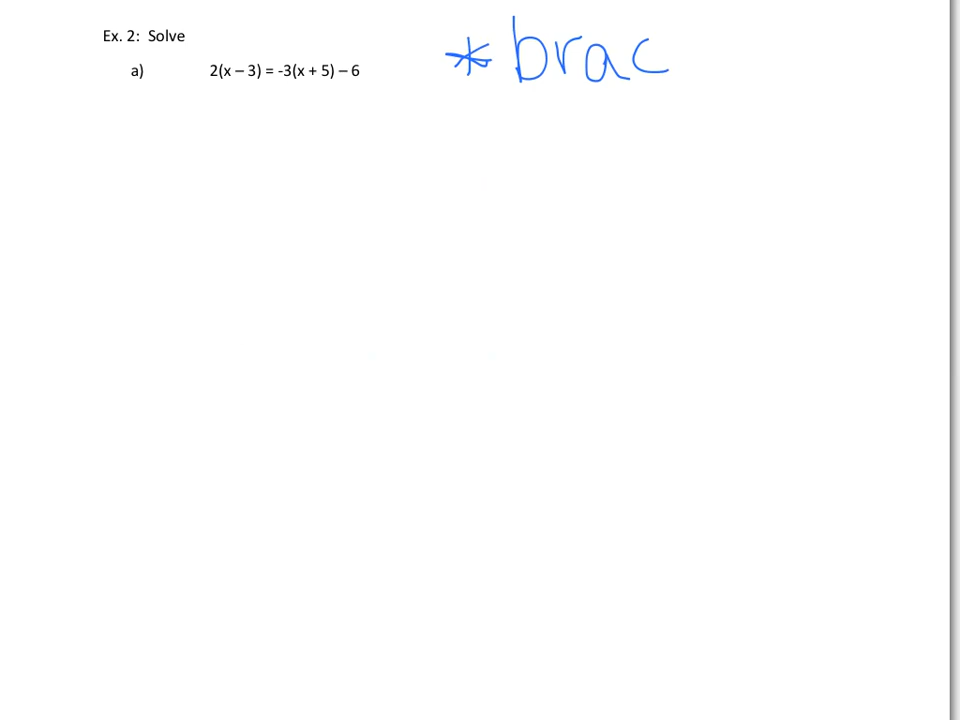 Ex. 2: Solve
* brac
a) 2(x – 3) = -3(x + 5) – 6